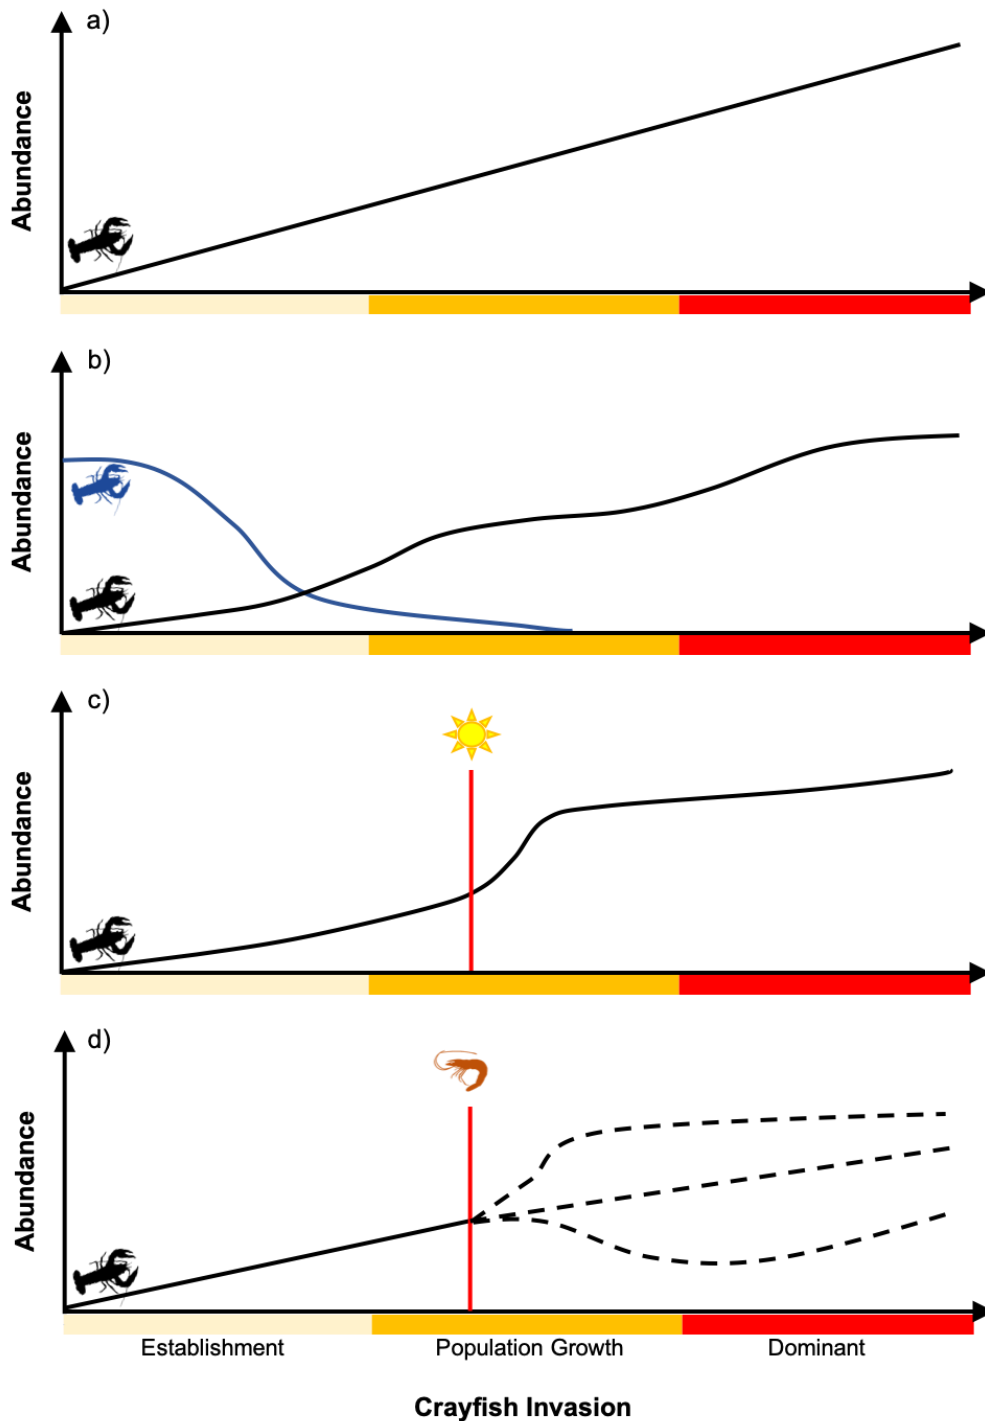 a)
Abundance
b)
Abundance
c)
Abundance
d)
Abundance
Establishment Population Growth Dominant
Crayfish Invasion